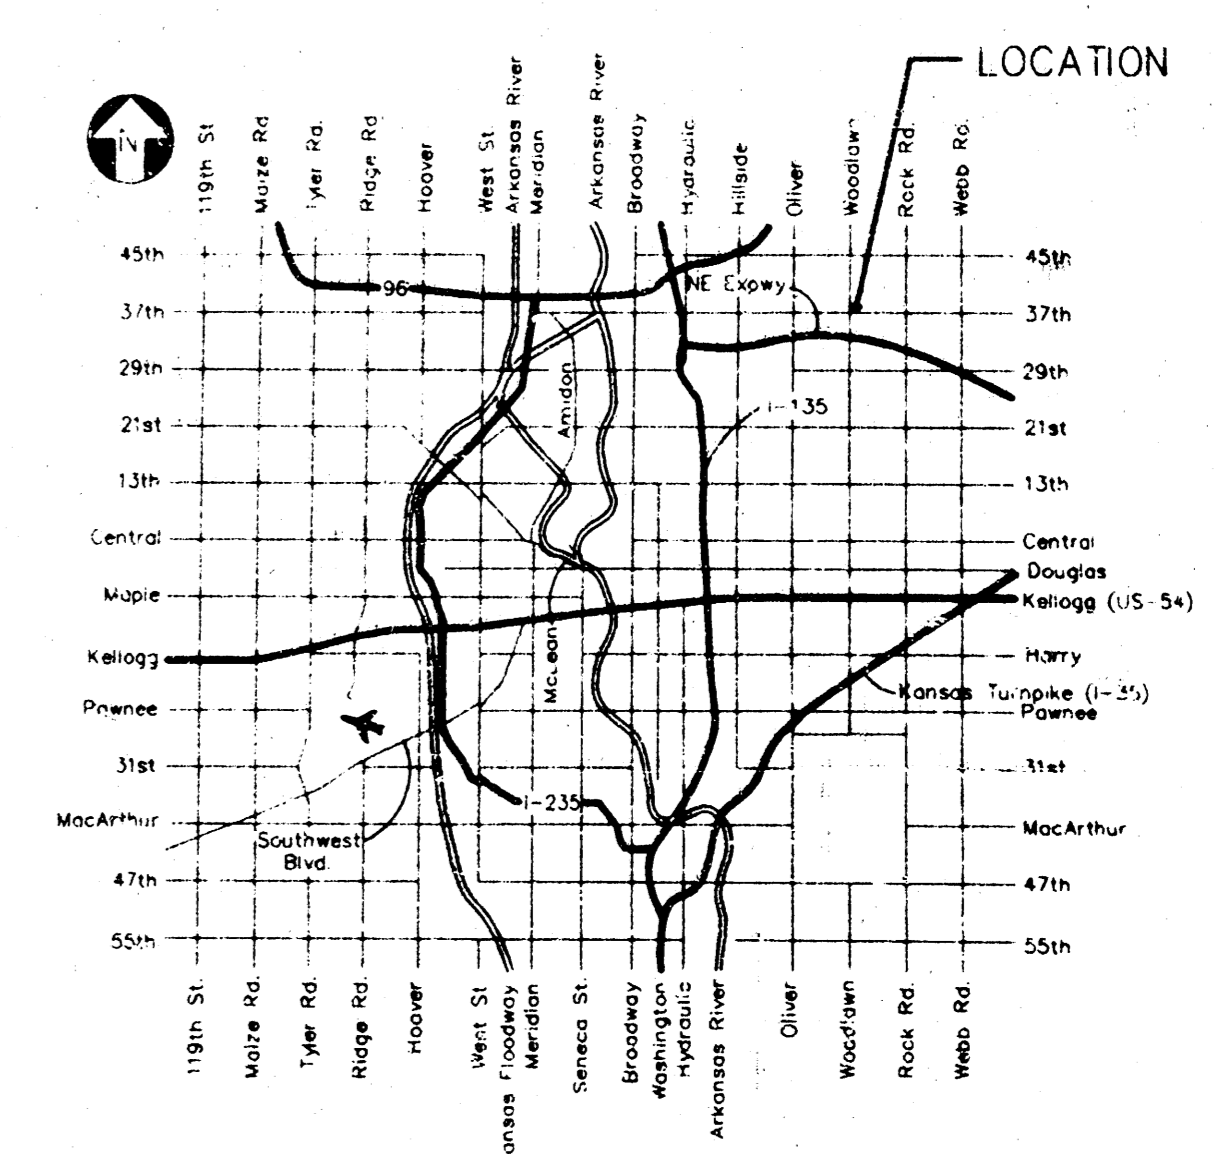 LOCATION
N
119th St
Maize Rd.
Tyler Rd.
Ridge Rd
Hoover
West St.
Arkansas River
Meridian
Arkansas River
Broadway
Hydraulic
Hillside
Oliver
Woodlawn
Rock Rd.
Webb Rd.
45th
45th
NE Expwy
96
37th
37th
29th
29th
Amidon
I-135
21st
21st
13th
13th
Central
Central
Douglas
Maple
Kellogg (US-54)
McLean
Kellogg
Harry
Kansas Turnpike (I-35)
Pawnee
Pawnee
31st
31st
I-235
MacArthur
MacArthur
Southwest
Blvd.
47th
47th
55th
55th
119th St.
Maize Rd.
Tyler Rd.
Ridge Rd.
Hoover
West St
ansas Floodway
Meridian
Seneca St.
Broadway
Washington
Hydraulic
Arkansas River
Oliver
Woodlawn
Rock Rd.
Webb Rd.